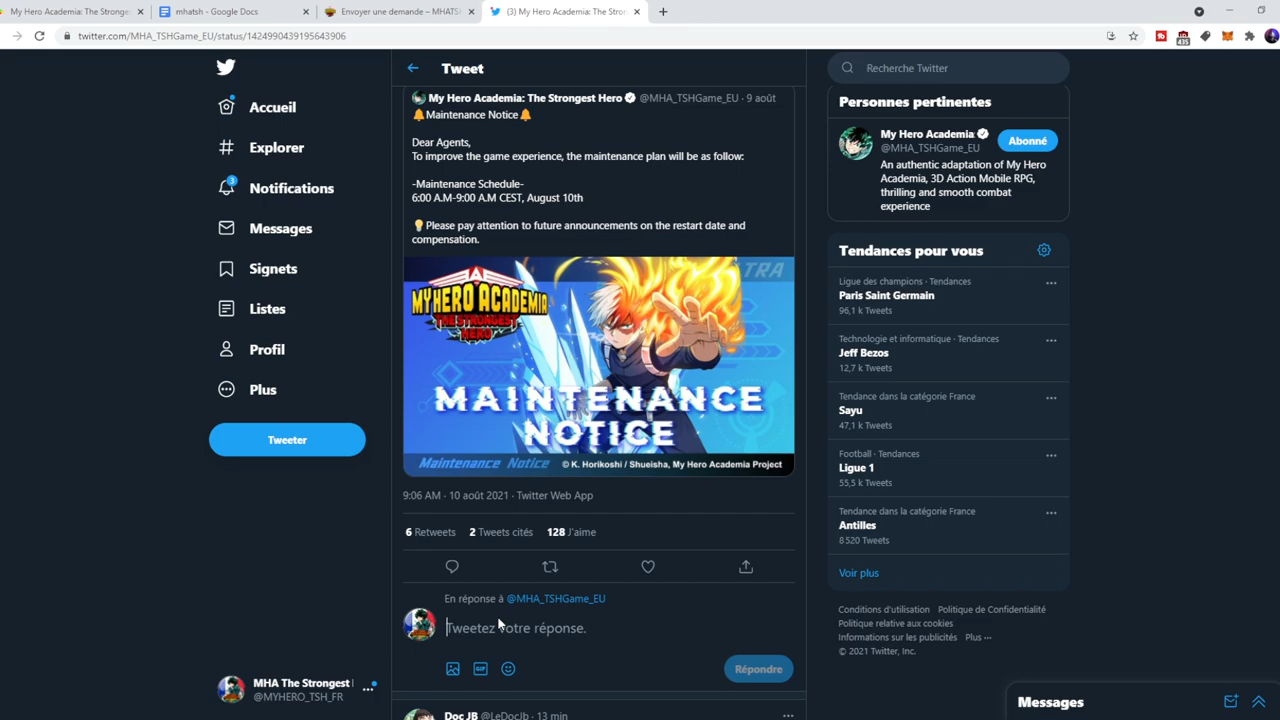 My Hero Academia: The Stronges
mhatsh - Google Docs
Envoyer une demande – MHATSH
(3) My Hero Academia: The Stron
twitter.com/MHA_TSHGame_EU/status/1424990439195643906
435
Tweet
Recherche Twitter
Accueil
Explorer
3
Notifications
Messages
Signets
Listes
Profil
Plus
Tweeter
MHA The Strongest
@MYHERO_TSH_FR
My Hero Academia: The Strongest Hero @MHA_TSHGame_EU · 9 août
🔔Maintenance Notice🔔
Dear Agents,
To improve the game experience, the maintenance plan will be as follow:
-Maintenance Schedule-
6:00 A.M-9:00 A.M CEST, August 10th
💡Please pay attention to future announcements on the restart date and
compensation.
TRA
MY HERO ACADEMIA
THE STRONGEST
HERO
MAINTENANCE
NOTICE
Maintenance Notice © K. Horikoshi / Shueisha, My Hero Academia Project
9:06 AM · 10 août 2021 · Twitter Web App
6 Retweets 2 Tweets cités 128 J'aime
En réponse à @MHA_TSHGame_EU
Tweetez votre réponse.
GIF
Répondre
Doc JB @LeDocJb · 13 min
Personnes pertinentes
My Hero Academia:
@MHA_TSHGame_EU
Abonné
An authentic adaptation of My Hero
Academia, 3D Action Mobile RPG,
thrilling and smooth combat
experience
Tendances pour vous
Ligue des champions · Tendances
Paris Saint Germain
96,1 k Tweets
Technologie et informatique · Tendances
Jeff Bezos
12,7 k Tweets
Tendance dans la catégorie France
Sayu
47,1 k Tweets
Football · Tendances
Ligue 1
55,5 k Tweets
Tendance dans la catégorie France
Antilles
8 520 Tweets
Voir plus
Conditions d'utilisation Politique de Confidentialité
Politique relative aux cookies
Informations sur les publicités Plus ···
© 2021 Twitter, Inc.
Messages